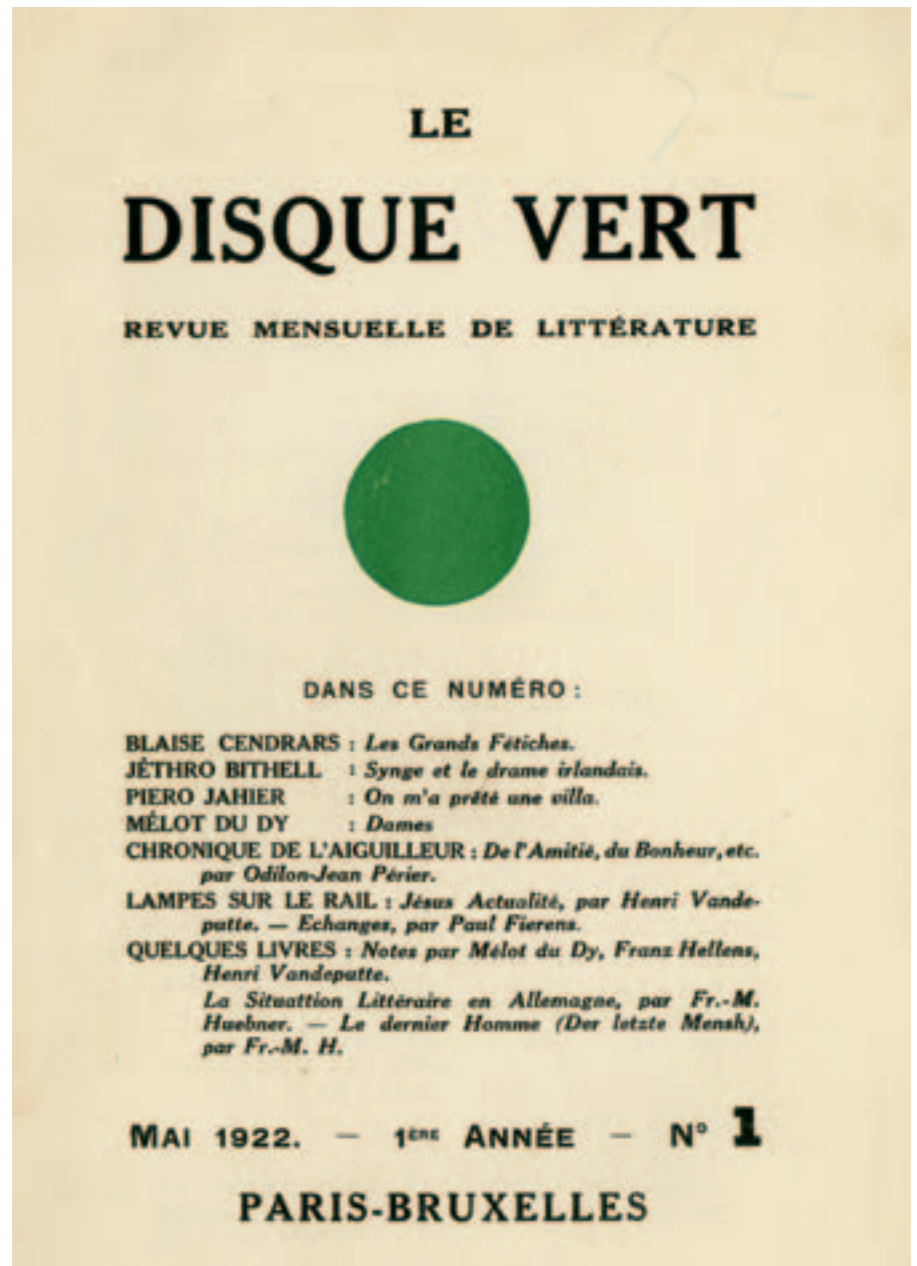 LE
DISQUE VERT
REVUE MENSUELLE DE LITTÉRATURE
DANS CE NUMÉRO :
BLAISE CENDRARS : Les Grands Fétiches.
JÉTHRO BITHELL : Synge et le drame irlandais.
PIERO JAHIER : On m'a prêté une villa.
MÉLOT DU DY : Dames
CHRONIQUE DE L'AIGUILLEUR : De l'Amitié, du Bonheur, etc.
par Odilon-Jean Périer.
LAMPES SUR LE RAIL : Jésus Actualité, par Henri Vande-
putte. — Echanges, par Paul Fierens.
QUELQUES LIVRES : Notes par Mélot du Dy, Franz Hellens,
Henri Vandeputte.
La Situattion Littéraire en Allemagne, par Fr.-M.
Huebner. — Le dernier Homme (Der letzte Mensh),
par Fr.-M. H.
MAI 1922. — 1ÈRE ANNÉE — N° 1
PARIS-BRUXELLES